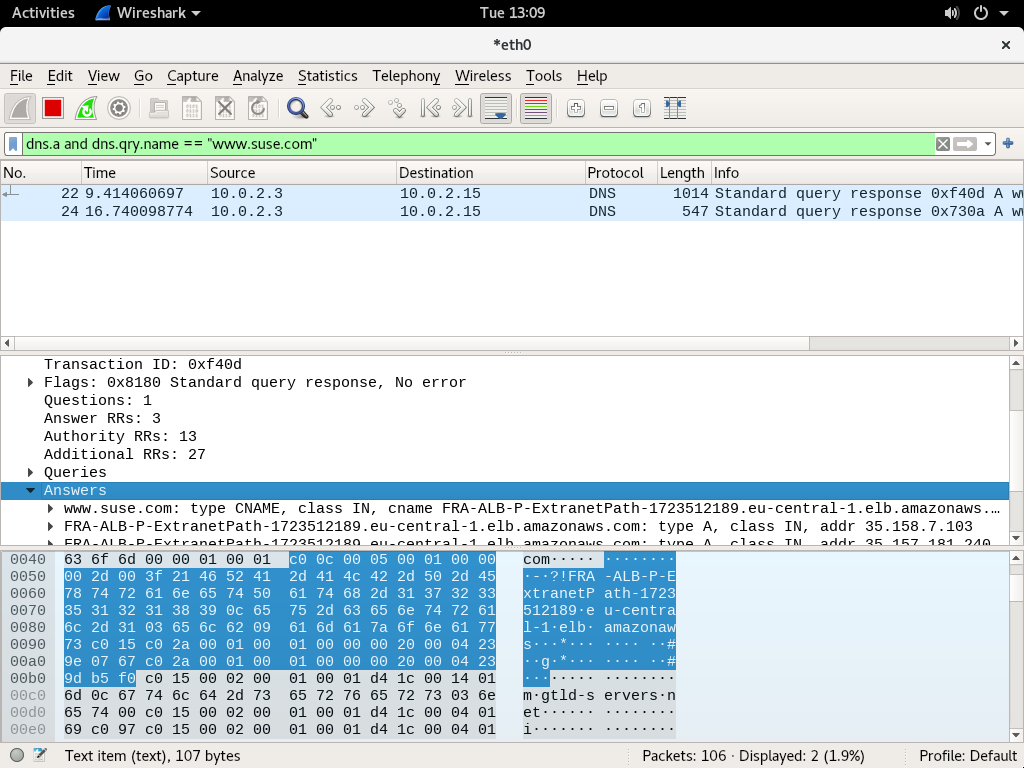 Activities Wireshark Tue 13:09
*eth0
File Edit View Go Capture Analyze Statistics Telephony Wireless Tools Help
dns.a and dns.qry.name == "www.suse.com"
No. Time Source Destination Protocol Length Info
22 9.414060697 10.0.2.3 10.0.2.15 DNS 1014 Standard query response 0xf40d A w
24 16.740098774 10.0.2.3 10.0.2.15 DNS 547 Standard query response 0x730a A w
Transaction ID: 0xf40d
Flags: 0x8180 Standard query response, No error
Questions: 1
Answer RRs: 3
Authority RRs: 13
Additional RRs: 27
Queries
Answers
www.suse.com: type CNAME, class IN, cname FRA-ALB-P-ExtranetPath-1723512189.eu-central-1.elb.amazonaws.…
FRA-ALB-P-ExtranetPath-1723512189.eu-central-1.elb.amazonaws.com: type A, class IN, addr 35.158.7.103
FRA-ALB-P-ExtranetPath-1723512189.eu-central-1.elb.amazonaws.com: type A, class IN, addr 35.157.181.240
0040 63 6f 6d 00 00 01 00 01 c0 0c 00 05 00 01 00 00 com····· ········
0050 00 2d 00 3f 21 46 52 41 2d 41 4c 42 2d 50 2d 45 ·-·?!FRA -ALB-P-E
0060 78 74 72 61 6e 65 74 50 61 74 68 2d 31 37 32 33 xtranetP ath-1723
0070 35 31 32 31 38 39 0c 65 75 2d 63 65 6e 74 72 61 512189·e u-centra
0080 6c 2d 31 03 65 6c 62 09 61 6d 61 7a 6f 6e 61 77 l-1·elb· amazonaw
0090 73 c0 15 c0 2a 00 01 00 01 00 00 00 20 00 04 23 s···*··· ···· ··#
00a0 9e 07 67 c0 2a 00 01 00 01 00 00 00 20 00 04 23 ··g·*··· ···· ··#
00b0 9d b5 f0 c0 15 00 02 00 01 00 01 d4 1c 00 14 01 ········ ········
00c0 6d 0c 67 74 6c 64 2d 73 65 72 76 65 72 73 03 6e m·gtld-s ervers·n
00d0 65 74 00 c0 15 00 02 00 01 00 01 d4 1c 00 04 01 et······ ········
00e0 69 c0 97 c0 15 00 02 00 01 00 01 d4 1c 00 04 01 i······· ········
Text item (text), 107 bytes Packets: 106 · Displayed: 2 (1.9%) Profile: Default